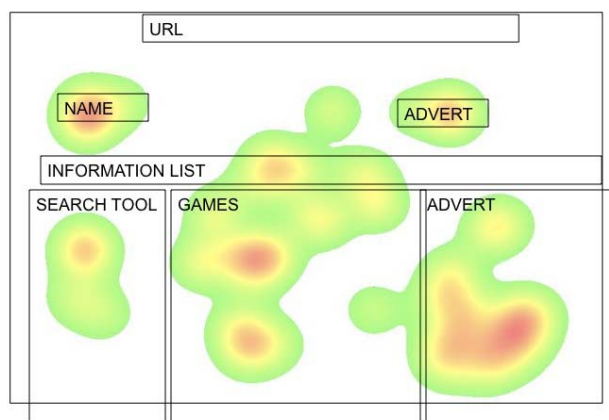 URL
NAME
ADVERT
INFORMATION LIST
SEARCH TOOL
GAMES
ADVERT